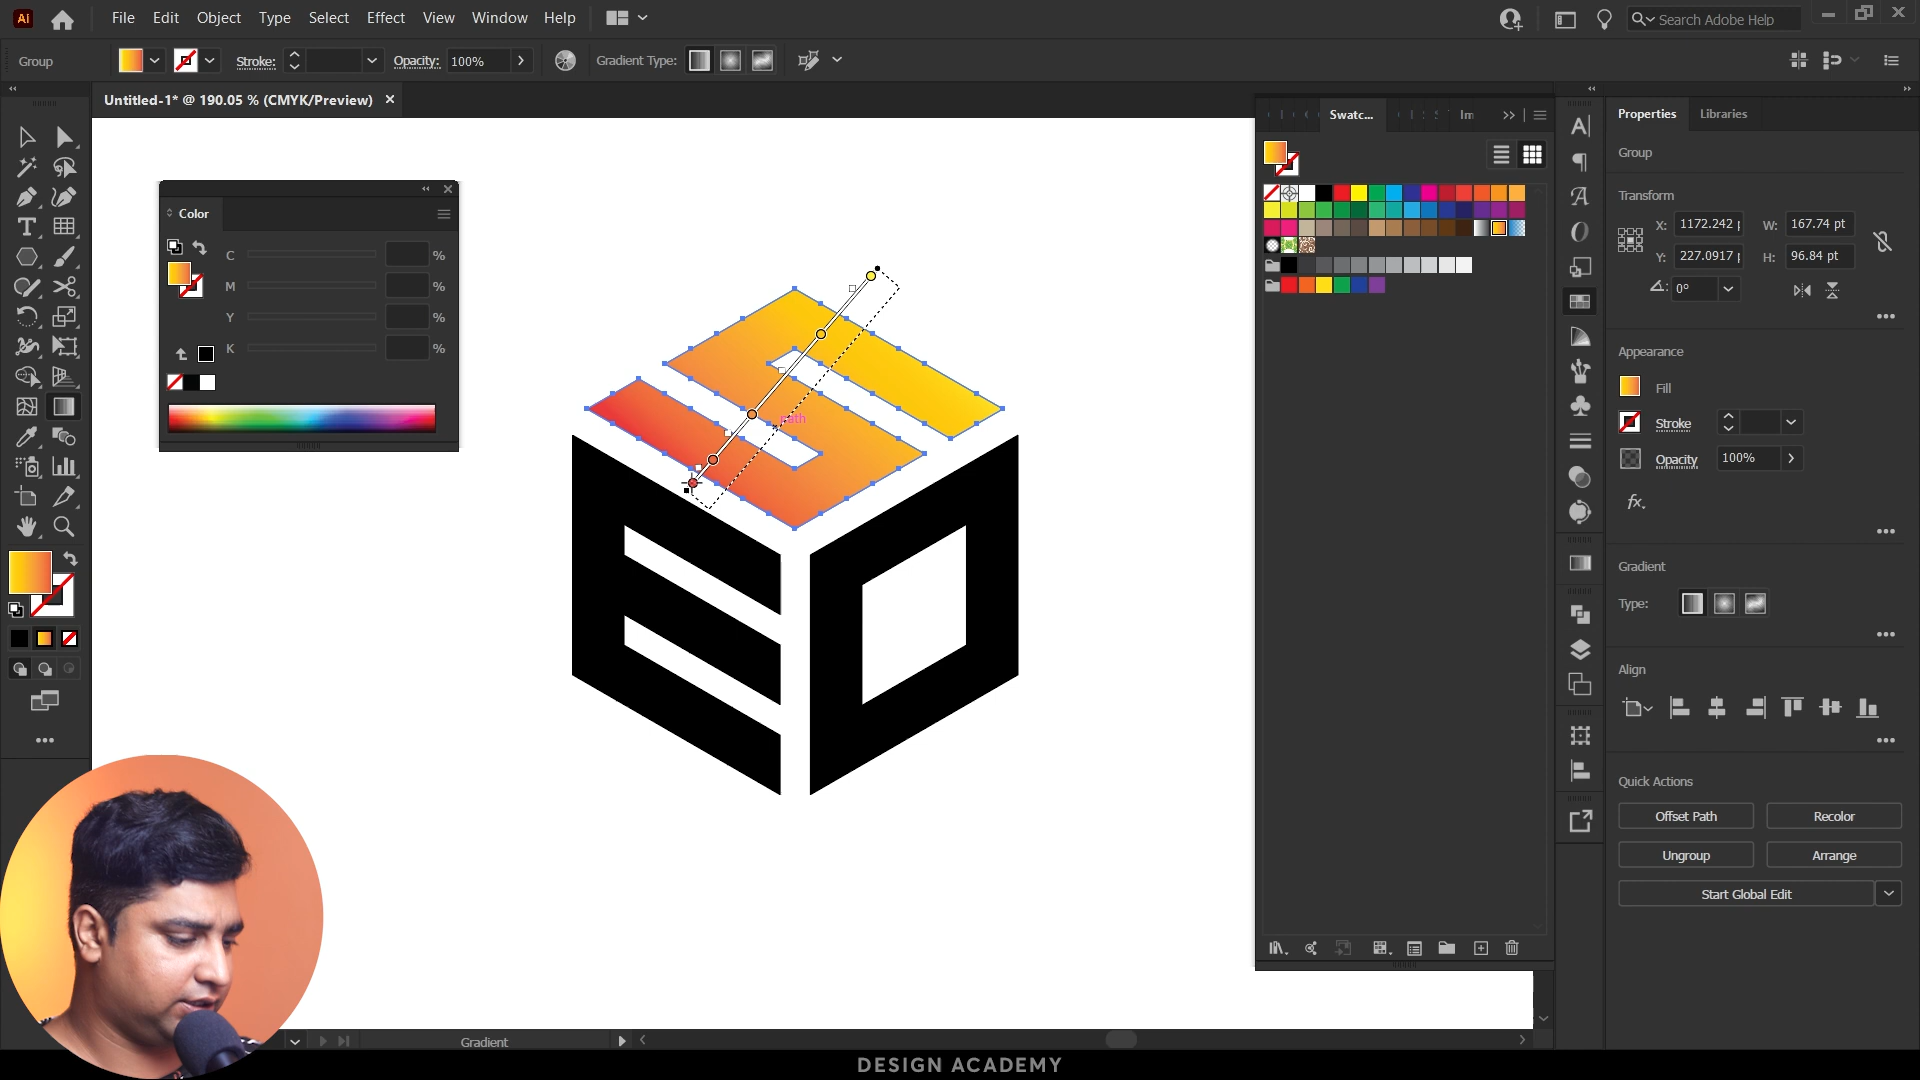 Ai File Edit Object Type Select Effect View Window Help
Search Adobe Help
Group
Stroke:
Opacity: 100%
Gradient Type:
Untitled-1* @ 190.05 % (CMYK/Preview)
Swatc...
Im
Properties Libraries
Group
Transform
X: 1172.242 p W: 167.74 pt
Y: 227.0917 p H: 96.84 pt
0°
Appearance
Fill
Stroke
Opacity 100%
fx.
Gradient
Type:
Align
Quick Actions
Offset Path Recolor
Ungroup Arrange
Start Global Edit
Color
C %
M %
Y %
K %
path
S
E O
Gradient
DESIGN ACADEMY